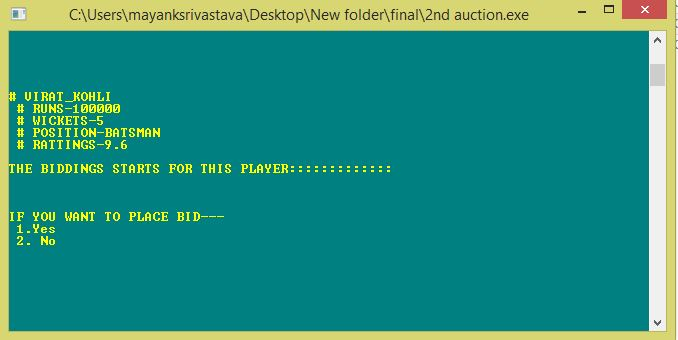 C:\Users\mayanksrivastava\Desktop\New folder\final\2nd auction.exe
# VIRAT_KOHLI
# RUNS-100000
# WICKETS-5
# POSITION-BATSMAN
# RATTINGS-9.6
THE BIDDINGS STARTS FOR THIS PLAYER:::::::::::::
IF YOU WANT TO PLACE BID---
1.Yes
2. No